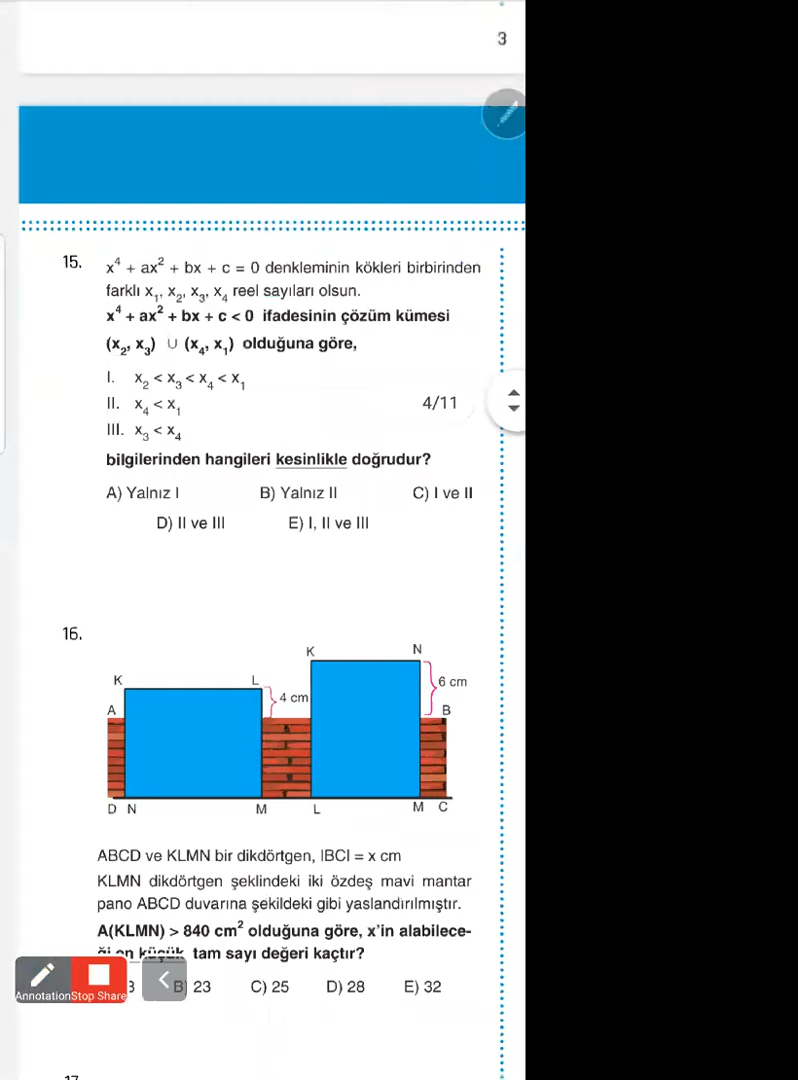 3
15.
x⁴ + ax² + bx + c = 0 denkleminin kökleri birbirinden
farklı x₁, x₂, x₃, x₄ reel sayıları olsun.
x⁴ + ax² + bx + c < 0 ifadesinin çözüm kümesi
(x₂, x₃) ∪ (x₄, x₁) olduğuna göre,
I. x₂ < x₃ < x₄ < x₁
II. x₄ < x₁
4/11
III. x₃ < x₄
bilgilerinden hangileri kesinlikle doğrudur?
A) Yalnız I B) Yalnız II C) I ve II
D) II ve III E) I, II ve III
16.
K L 4 cm A D N M
K N 6 cm B L M C
ABCD ve KLMN bir dikdörtgen, IBCI = x cm
KLMN dikdörtgen şeklindeki iki özdeş mavi mantar
pano ABCD duvarına şekildeki gibi yaslandırılmıştır.
A(KLMN) > 840 cm² olduğuna göre, x'in alabilece-
ği en küçük tam sayı değeri kaçtır?
B) 23 C) 25 D) 28 E) 32
Annotation Stop Share